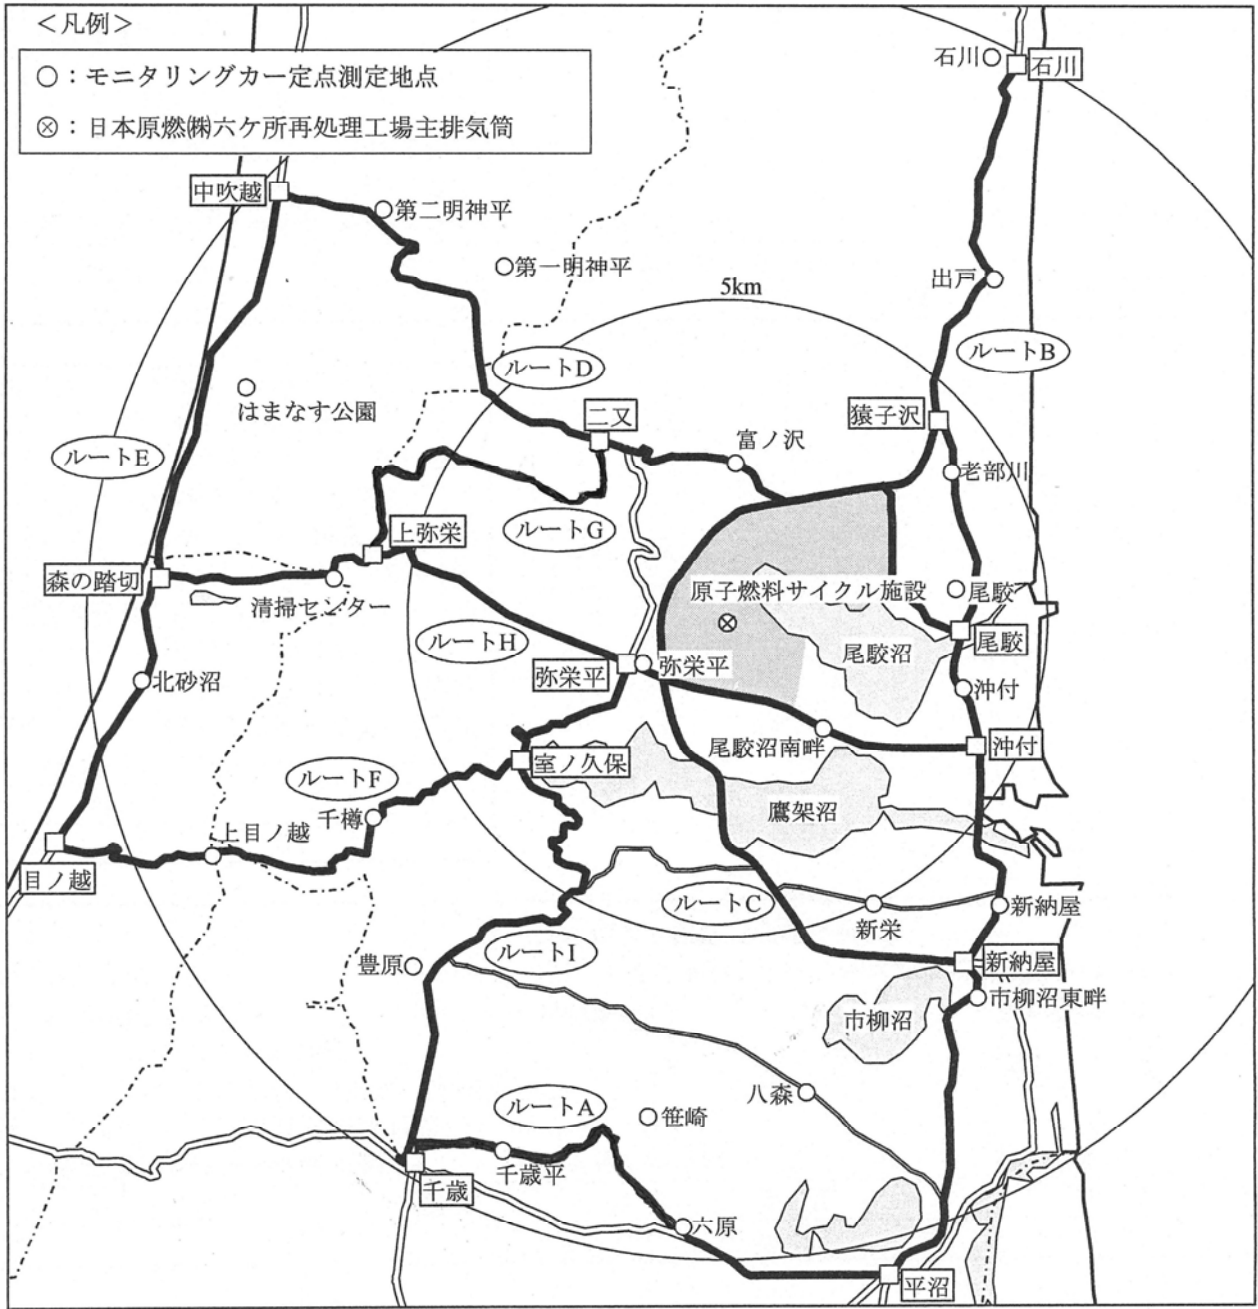 ＜凡例＞
○：モニタリングカー定点測定地点
⊗：日本原燃㈱六ケ所再処理工場主排気筒
石川
石川
中吹越
第二明神平
第一明神平
出戸
5km
ルートB
ルートD
はまなす公園
二又
猿子沢
富ノ沢
ルートE
老部川
ルートG
上弥栄
森の踏切
清掃センター
原子燃料サイクル施設
尾駮
尾駮
尾駮沼
ルートH
弥栄平
弥栄平
北砂沼
沖付
尾駮沼南畔
沖付
室ノ久保
ルートF
千樽
鷹架沼
上目ノ越
目ノ越
ルートC
新納屋
新栄
ルートI
豊原
新納屋
市柳沼東畔
市柳沼
八森
ルートA
笹崎
千歳平
千歳
六原
平沼